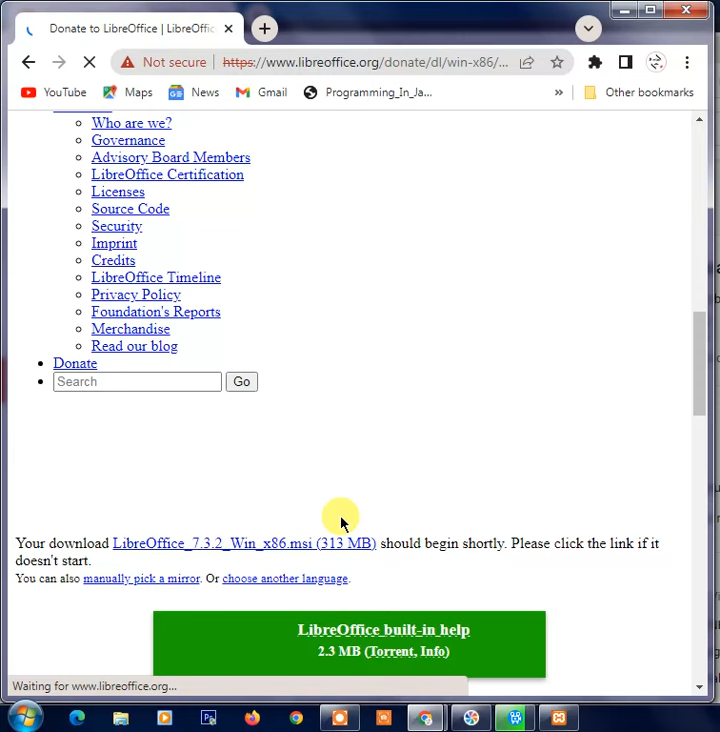 Donate to LibreOffice | LibreOffic
Not secure | https://www.libreoffice.org/donate/dl/win-x86/...
YouTube Maps News Gmail Programming_In_Ja... » Other bookmarks
Who are we?
Governance
Advisory Board Members
LibreOffice Certification
Licenses
Source Code
Security
Imprint
Credits
LibreOffice Timeline
Privacy Policy
Foundation's Reports
Merchandise
Read our blog
Donate
Search Go
Your download LibreOffice_7.3.2_Win_x86.msi (313 MB) should begin shortly. Please click the link if it
doesn't start.
You can also manually pick a mirror. Or choose another language.
LibreOffice built-in help
2.3 MB (Torrent, Info)
Waiting for www.libreoffice.org...
Ps